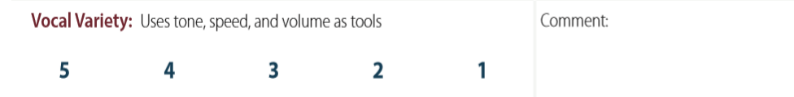 Vocal Variety: Uses tone, speed, and volume as tools
5 4 3 2 1
Comment: